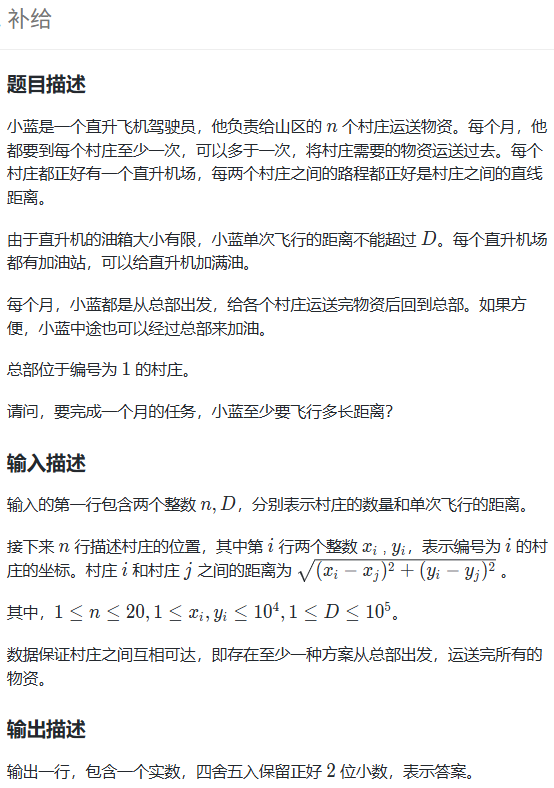 补给
题目描述
小蓝是一个直升飞机驾驶员，他负责给山区的 n 个村庄运送物资。每个月，他
都要到每个村庄至少一次，可以多于一次，将村庄需要的物资运送过去。每个
村庄都正好有一个直升机场，每两个村庄之间的路程都正好是村庄之间的直线
距离。
由于直升机的油箱大小有限，小蓝单次飞行的距离不能超过 D。每个直升机场
都有加油站，可以给直升机加满油。
每个月，小蓝都是从总部出发，给各个村庄运送完物资后回到总部。如果方
便，小蓝中途也可以经过总部来加油。
总部位于编号为 1 的村庄。
请问，要完成一个月的任务，小蓝至少要飞行多长距离？
输入描述
输入的第一行包含两个整数 n, D，分别表示村庄的数量和单次飞行的距离。
接下来 n 行描述村庄的位置，其中第 i 行两个整数 xᵢ , yᵢ，表示编号为 i 的村
庄的坐标。村庄 i 和村庄 j 之间的距离为 √((xᵢ − xⱼ)² + (yᵢ − yⱼ)²) 。
其中，1 ≤ n ≤ 20, 1 ≤ xᵢ, yᵢ ≤ 10⁴, 1 ≤ D ≤ 10⁵。
数据保证村庄之间互相可达，即存在至少一种方案从总部出发，运送完所有的
物资。
输出描述
输出一行，包含一个实数，四舍五入保留正好 2 位小数，表示答案。